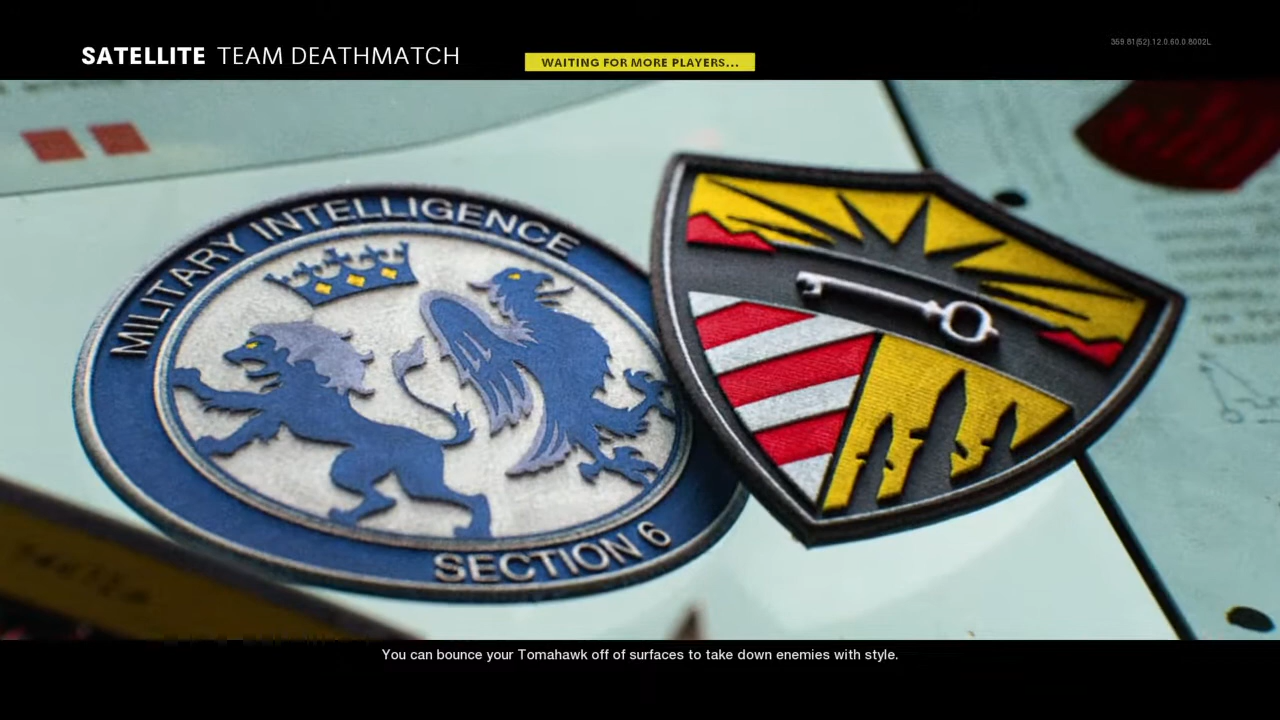 SATELLITE TEAM DEATHMATCH
WAITING FOR MORE PLAYERS...
MILITARY INTELLIGENCE
SECTION 6
You can bounce your Tomahawk off of surfaces to take down enemies with style.